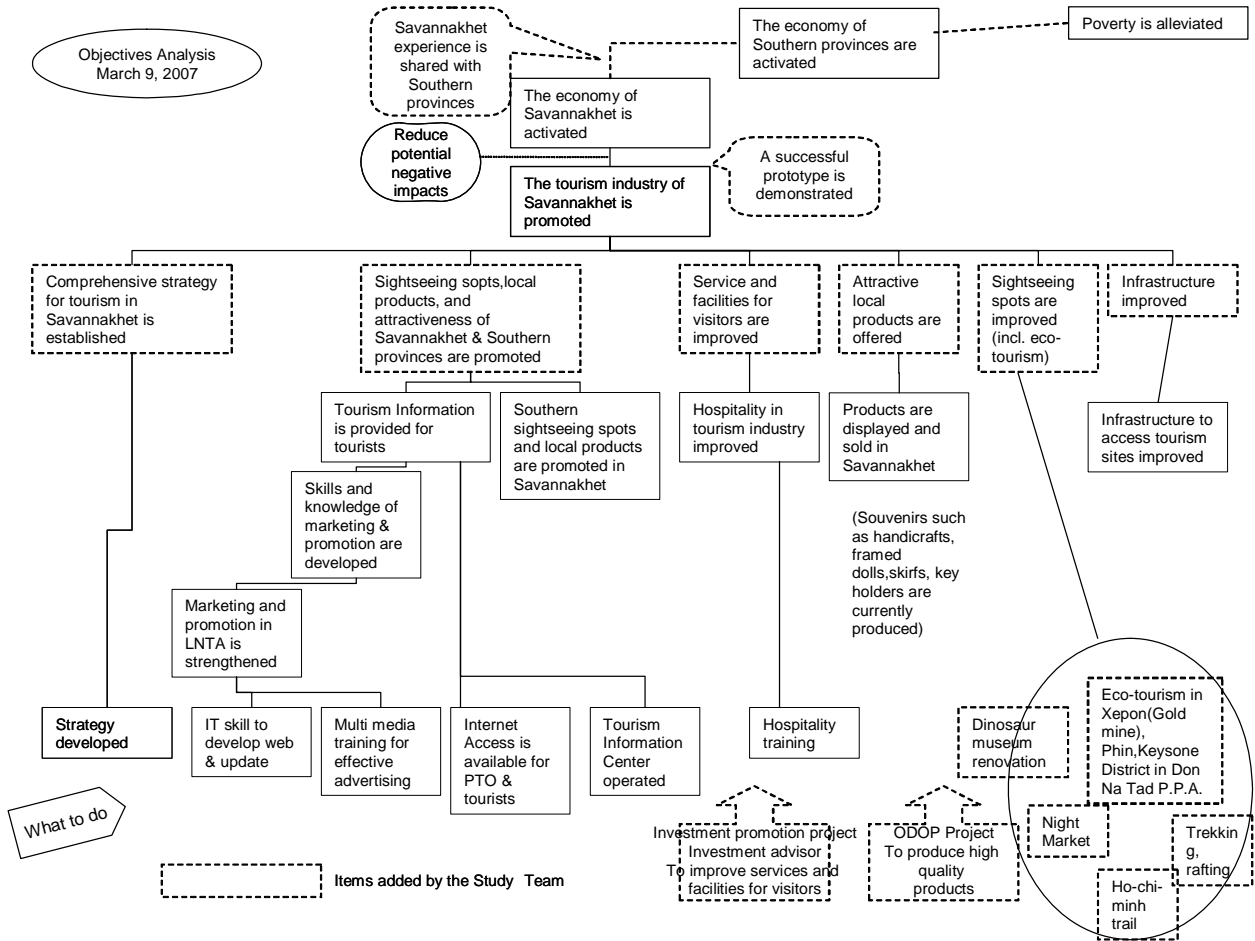 Objectives Analysis
March 9, 2007
Savannakhet
experience is
shared with
Southern
provinces
The economy of
Southern provinces are
activated
Poverty is alleviated
The economy of
Savannakhet is
activated
Reduce
potential
negative
impacts
A successful
prototype is
demonstrated
The tourism industry of
Savannakhet is
promoted
Comprehensive strategy
for tourism in
Savannakhet is
established
Sightseeing sopts,local
products, and
attractiveness of
Savannakhet & Southern
provinces are promoted
Service and
facilities for
visitors are
improved
Attractive
local
products are
offered
Sightseeing
spots are
improved
(incl. eco-
tourism)
Infrastructure
improved
Tourism Information
is provided for
tourists
Southern
sightseeing spots
and local products
are promoted in
Savannakhet
Hospitality in
tourism industry
improved
Products are
displayed and
sold in
Savannakhet
Infrastructure to
access tourism
sites improved
Skills and
knowledge of
marketing &
promotion are
developed
(Souvenirs such
as handicrafts,
framed
dolls,skirfs, key
holders are
currently
produced)
Marketing and
promotion in
LNTA is
strengthened
Strategy
developed
IT skill to
develop web
& update
Multi media
training for
effective
advertising
Internet
Access is
available for
PTO &
tourists
Tourism
Information
Center
operated
Hospitality
training
Dinosaur
museum
renovation
Eco-tourism in
Xepon(Gold
mine),
Phin,Keysone
District in Don
Na Tad P.P.A.
Night
Market
Trekkin
g,
rafting
Ho-chi-
minh
trail
What to do
Investment promotion project
Investment advisor
To improve services and
facilities for visitors
ODOP Project
To produce high
quality
products
Items added by the Study Team